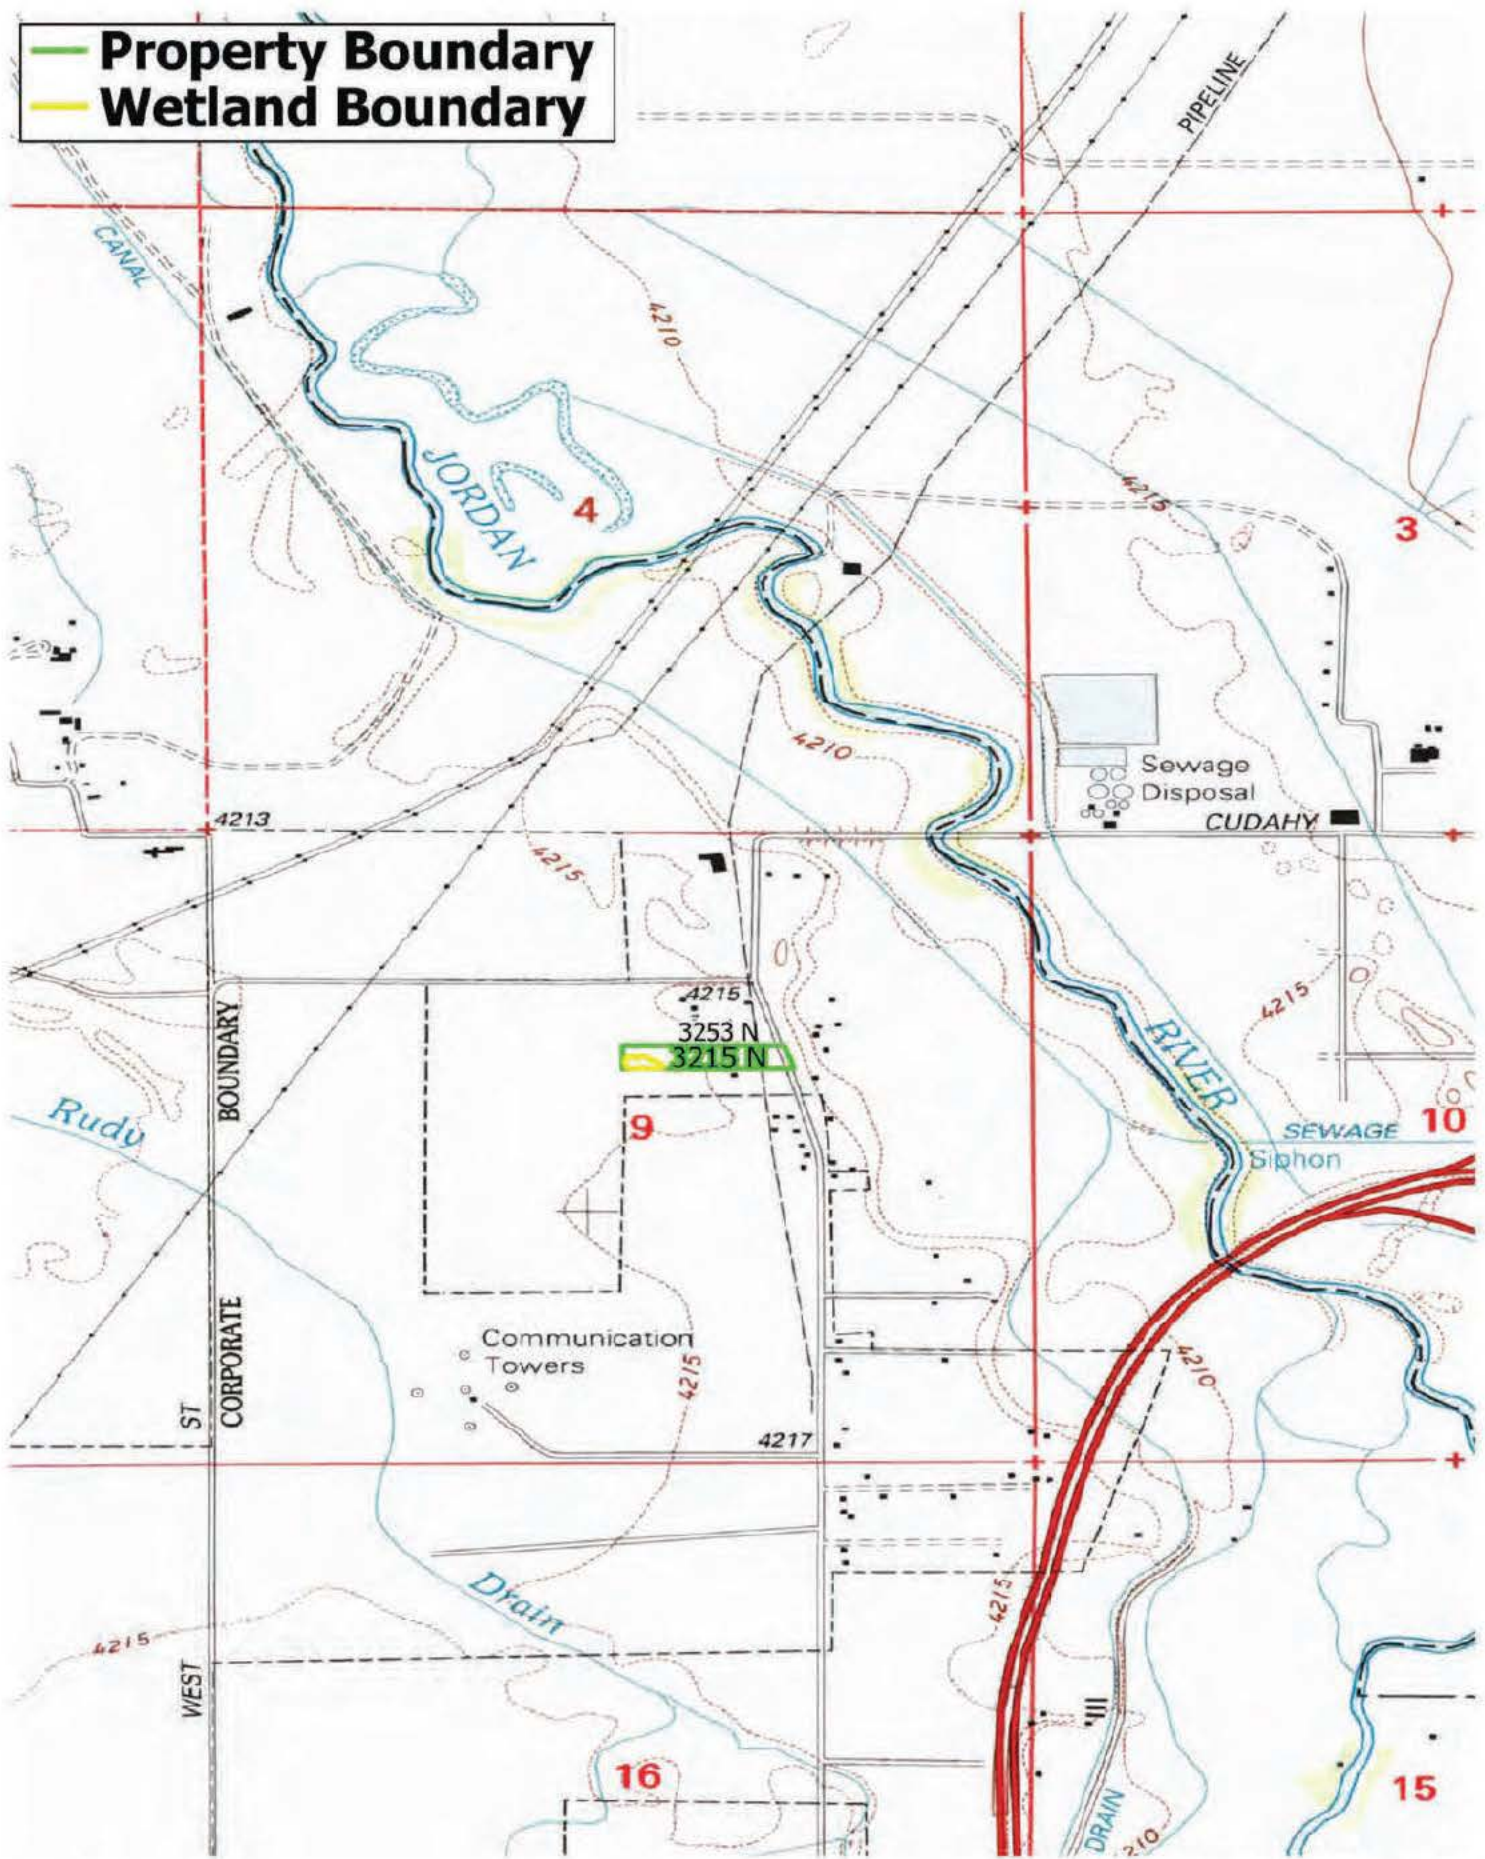 Property Boundary
Wetland Boundary
PIPELINE
CANAL
4210
JORDAN
4
4215
3
4210
Sewage
Disposal
4213
CUDAHY
4215
4215
4215
3253 N
3215 N
BOUNDARY
RIVER
Rudy
9
SEWAGE
10
Siphon
CORPORATE
Communication
Towers
4215
4210
ST
4217
Drain
4215
4215
WEST
16
15
DRAIN
210